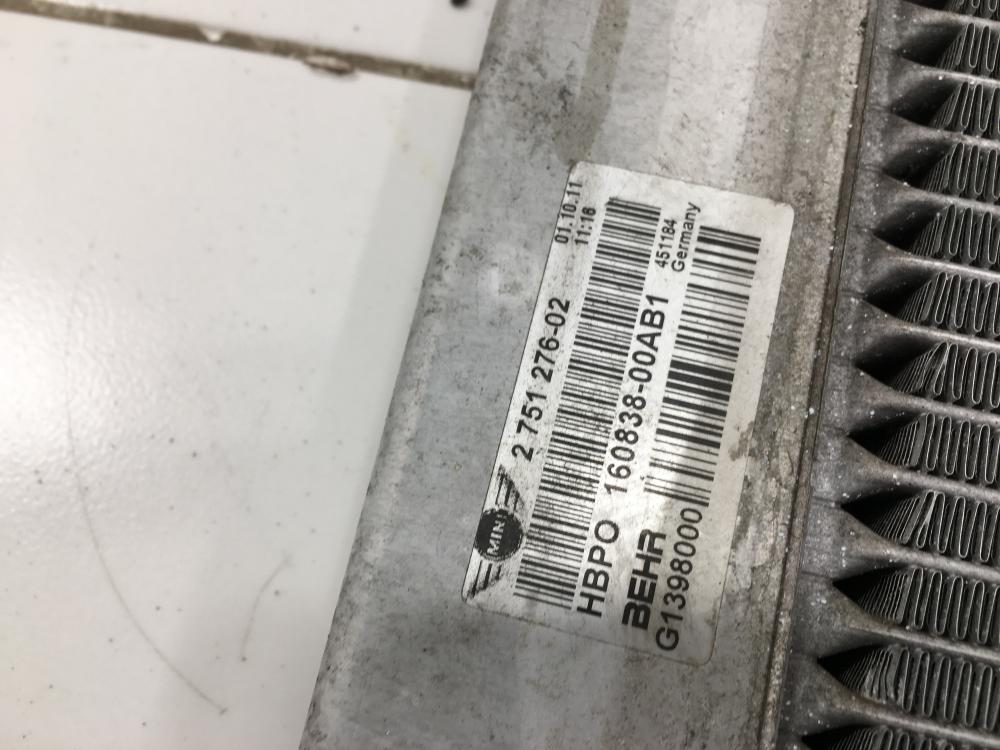 MINI
2 751 276-02
01.10.11
11:16
HBPO 160838-00AB1
451184
Germany
BEHR
G1398000